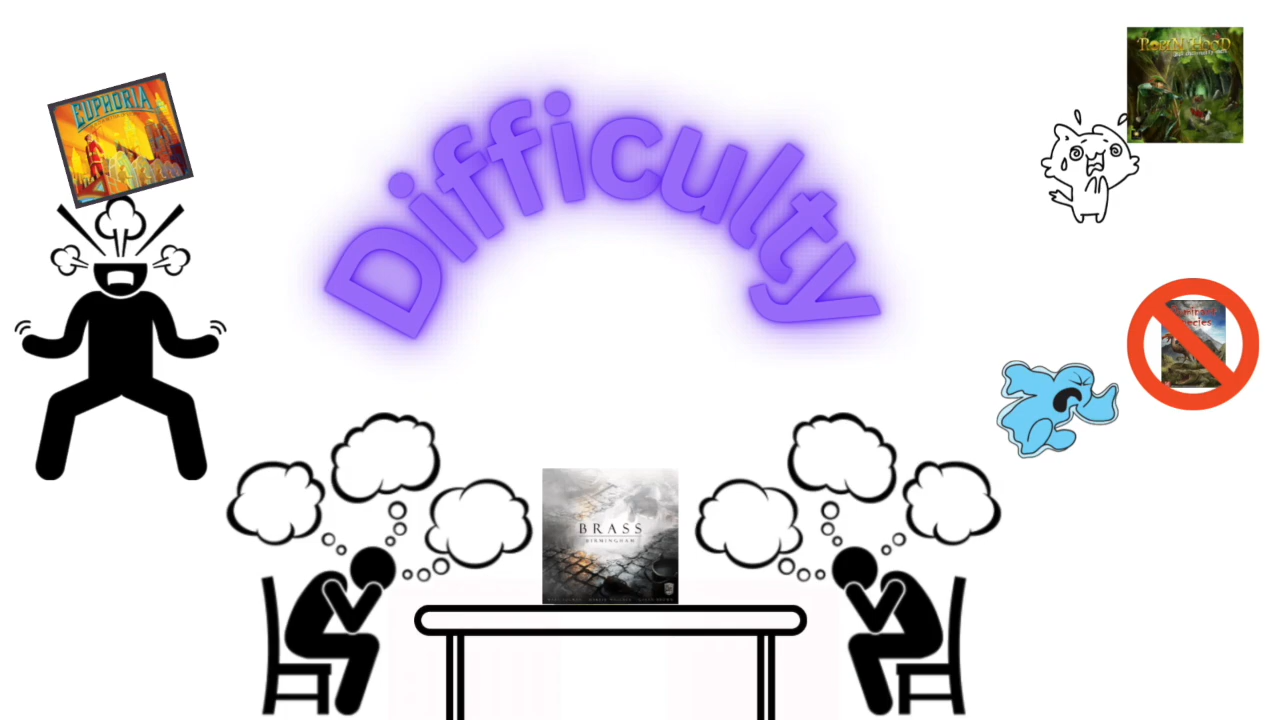 Difficulty
EUPHORIA
ROBIN HOOD
BRASS
BIRMINGHAM